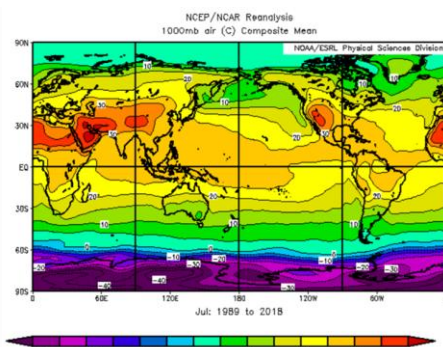 NCEP/NCAR Reanalysis
1000mb air (C) Composite Mean
NOAA/ESRL Physical Sciences Division
90N
60N
30N
EQ
30S
60S
90S
0 60E 120E 180 120W 60W
Jul: 1989 to 2018